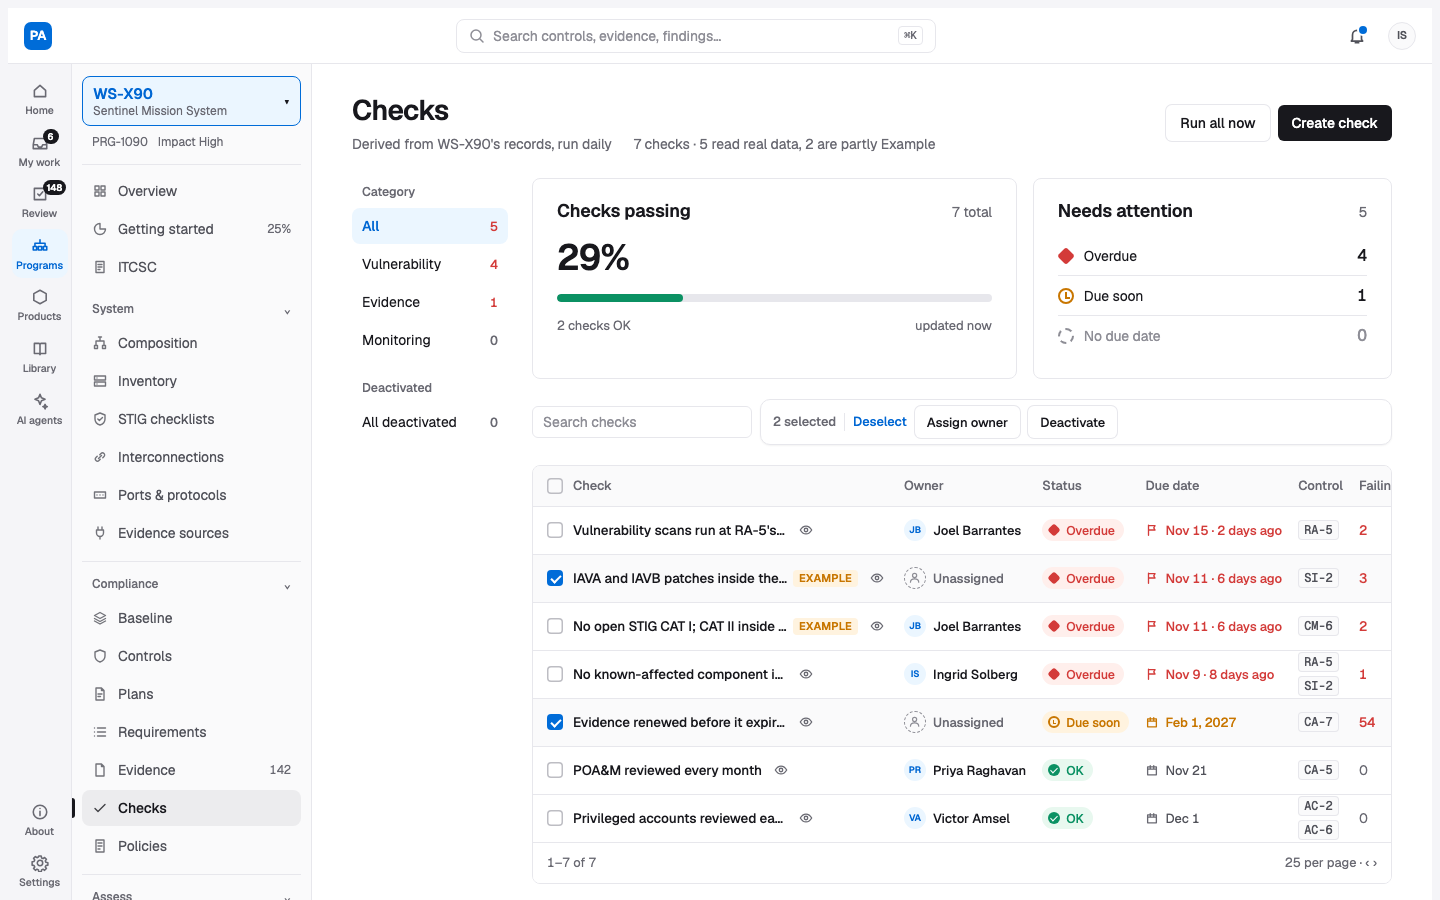 PA
Search controls, evidence, findings...
⌘K
IS
Home
6
My work
148
Review
Programs
Products
Library
AI agents
About
Settings
WS-X90
Sentinel Mission System
PRG-1090 Impact High
Overview
Getting started 25%
ITCSC
System
Composition
Inventory
STIG checklists
Interconnections
Ports & protocols
Evidence sources
Compliance
Baseline
Controls
Plans
Requirements
Evidence 142
Checks
Policies
Assess
Checks
Derived from WS-X90's records, run daily 7 checks · 5 read real data, 2 are partly Example
Run all now
Create check
Category
All 5
Vulnerability 4
Evidence 1
Monitoring 0
Deactivated
All deactivated 0
Checks passing 7 total
29%
2 checks OK updated now
Needs attention 5
Overdue 4
Due soon 1
No due date 0
Search checks
2 selected Deselect Assign owner Deactivate
Check Owner Status Due date Control Failin
Vulnerability scans run at RA-5's... JB Joel Barrantes Overdue Nov 15 · 2 days ago RA-5 2
IAVA and IAVB patches inside the... EXAMPLE Unassigned Overdue Nov 11 · 6 days ago SI-2 3
No open STIG CAT I; CAT II inside ... EXAMPLE JB Joel Barrantes Overdue Nov 11 · 6 days ago CM-6 2
No known-affected component i... IS Ingrid Solberg Overdue Nov 9 · 8 days ago RA-5 SI-2 1
Evidence renewed before it expir... Unassigned Due soon Feb 1, 2027 CA-7 54
POA&M reviewed every month PR Priya Raghavan OK Nov 21 CA-5 0
Privileged accounts reviewed ea... VA Victor Amsel OK Dec 1 AC-2 AC-6 0
1–7 of 7 25 per page · ‹ ›